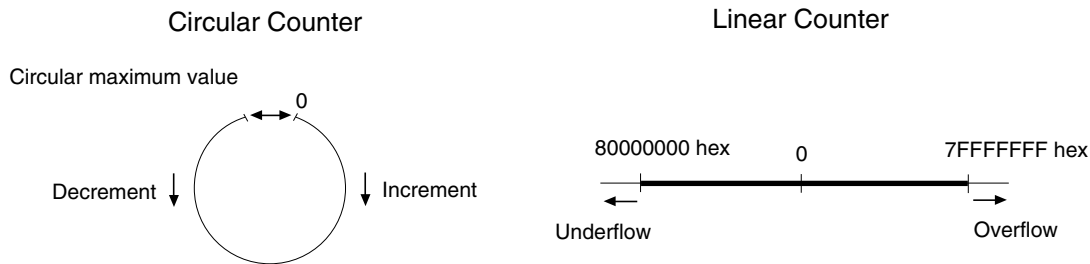 Circular Counter
Circular maximum value
0
Decrement
Increment
Linear Counter
80000000 hex
0
7FFFFFFF hex
Underflow
Overflow